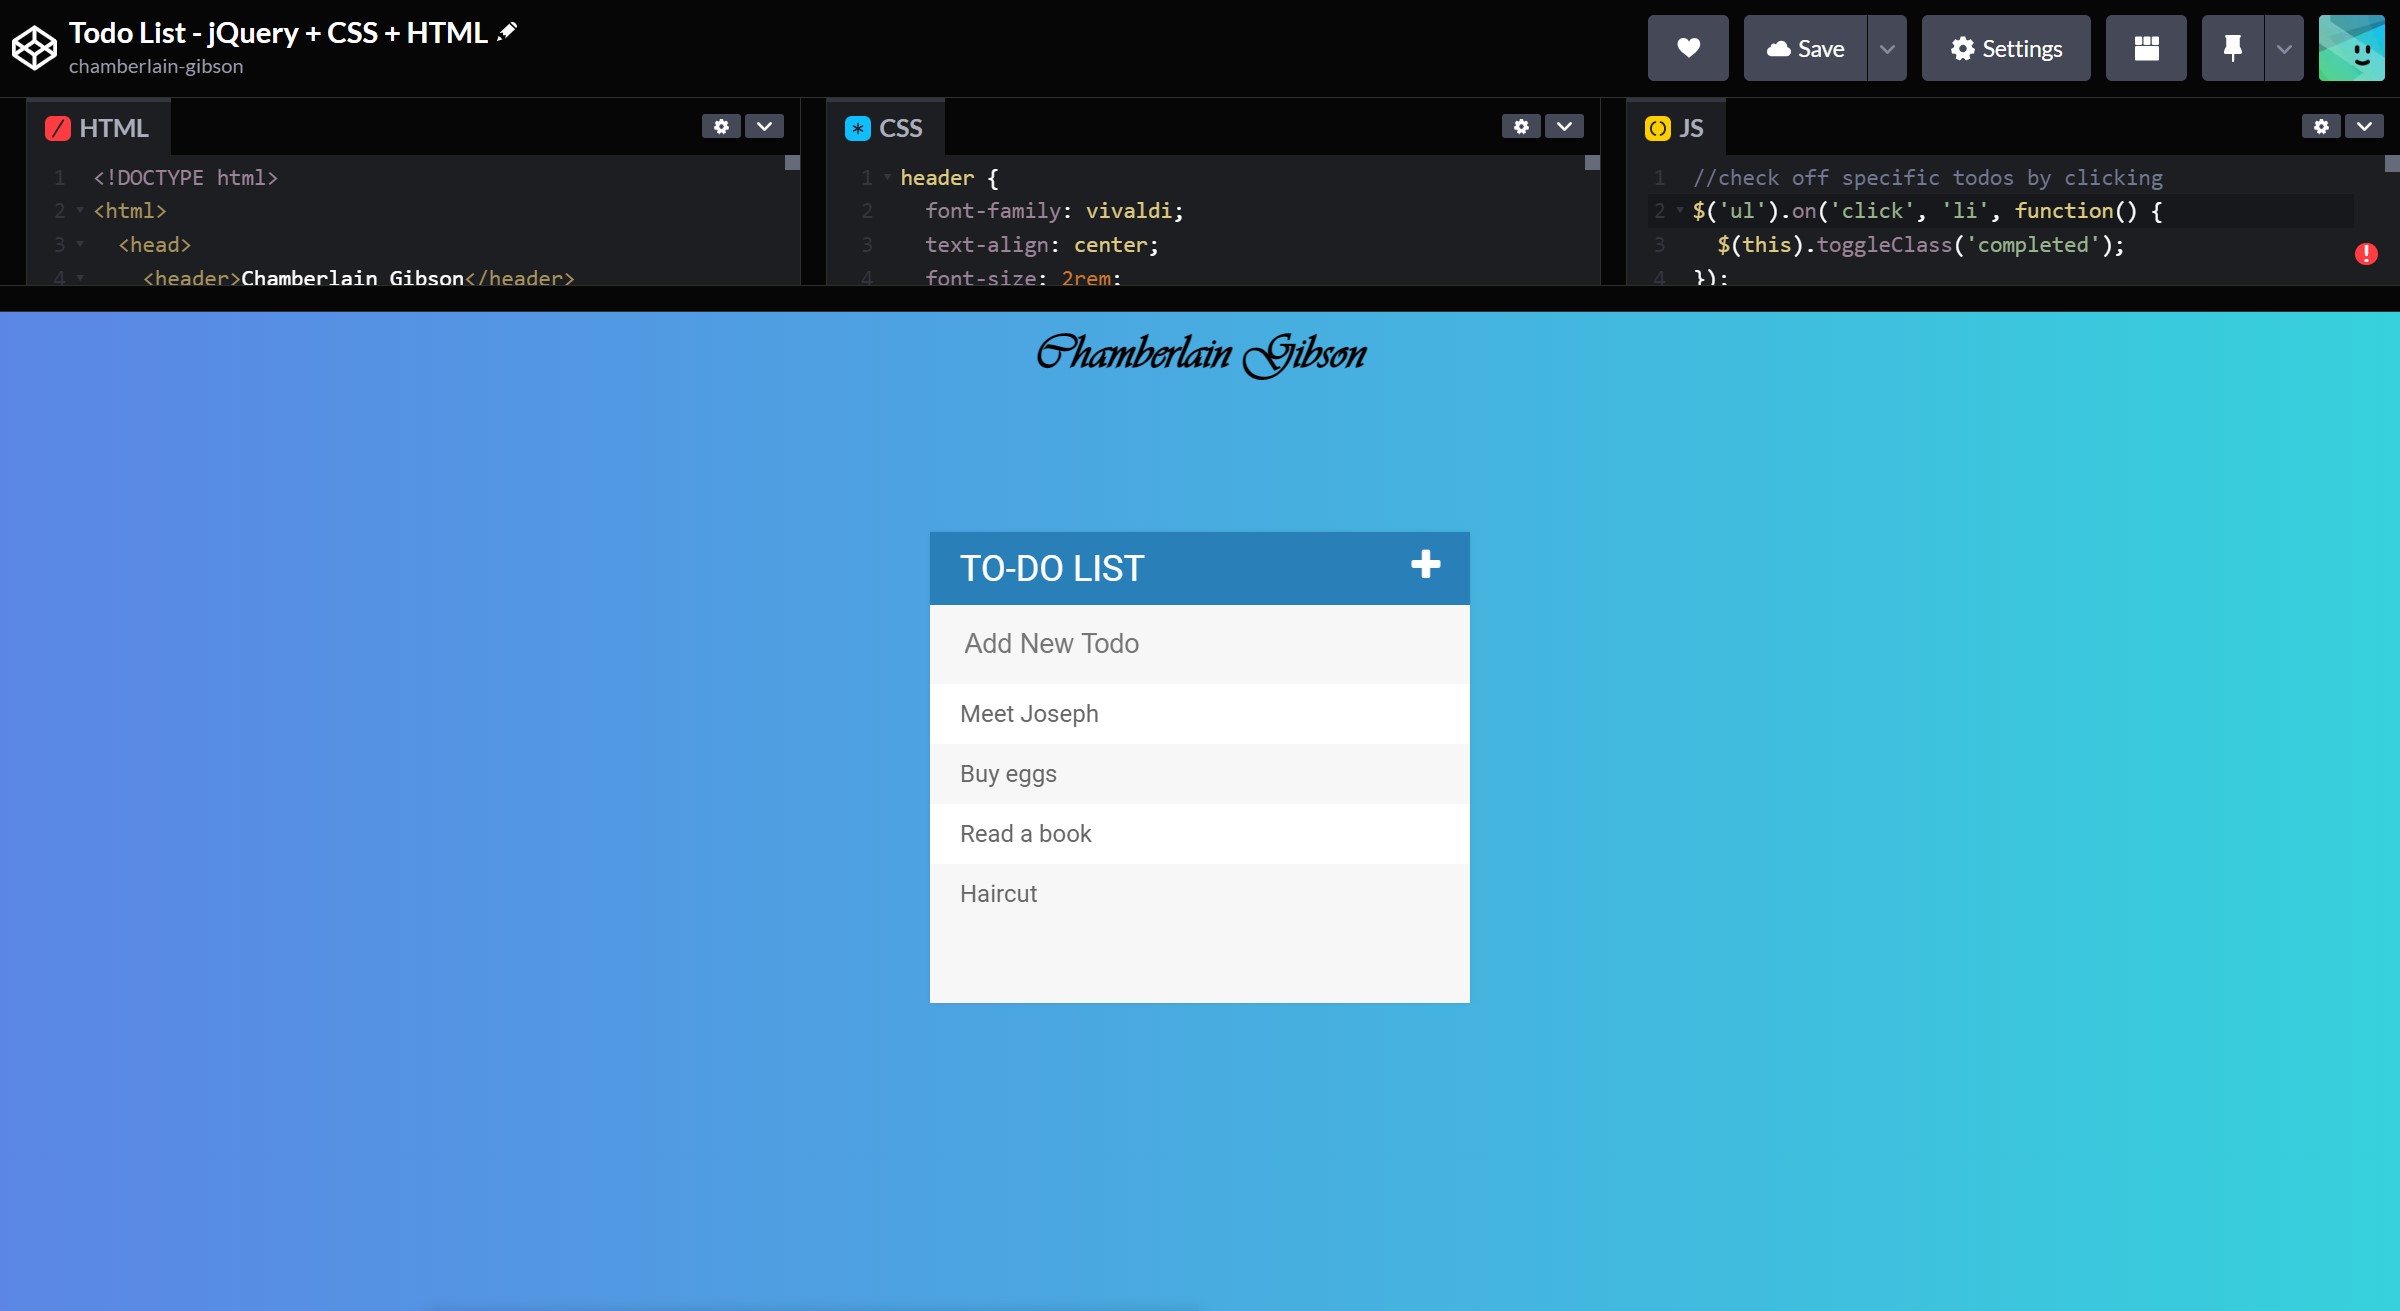 Todo List - jQuery + CSS + HTML
chamberlain-gibson
Save
Settings
HTML
1 <!DOCTYPE html>
2 <html>
3 <head>
4 <header>Chamberlain Gibson</header>
CSS
1 header {
2 font-family: vivaldi;
3 text-align: center;
4 font-size: 2rem;
JS
1 //check off specific todos by clicking
2 $('ul').on('click', 'li', function() {
3 $(this).toggleClass('completed');
4 });
Chamberlain Gibson
TO-DO LIST
Add New Todo
Meet Joseph
Buy eggs
Read a book
Haircut